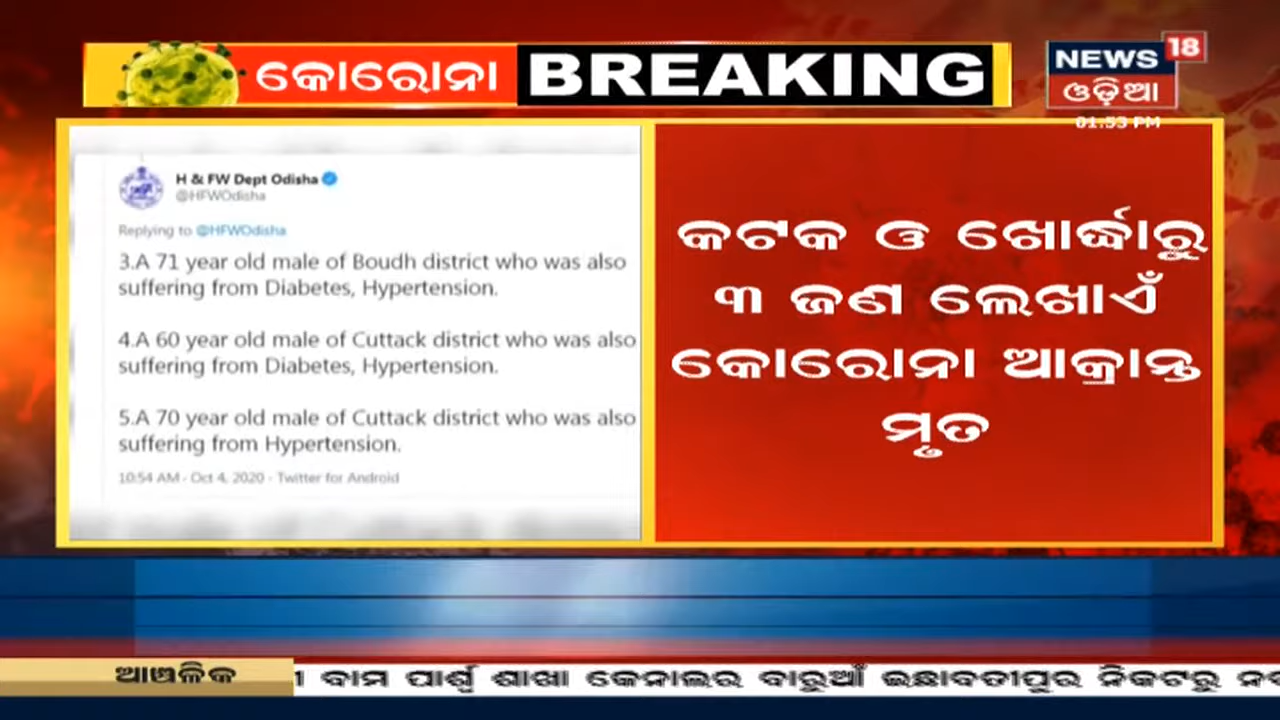 କୋରୋନା BREAKING
NEWS 18
ଓଡ଼ିଆ
01:53 PM
H & FW Dept Odisha
@HFWOdisha
Replying to @HFWOdisha
3.A 71 year old male of Boudh district who was also
suffering from Diabetes, Hypertension.
4.A 60 year old male of Cuttack district who was also
suffering from Diabetes, Hypertension.
5.A 70 year old male of Cuttack district who was also
suffering from Hypertension.
10:54 AM · Oct 4, 2020 · Twitter for Android
କଟକ ଓ ଖୋର୍ଦ୍ଧାରୁ
୩ ଜଣ ଲେଖାଏଁ
କୋରୋନା ଆକ୍ରାନ୍ତ
ମୃତ
ଆଞ୍ଚଳିକ
ବାମ ପାର୍ଶ୍ୱ ଶାଖା କେନାଲର ବାରୁଆଁ ଇଛାବତୀପୁର ନିକଟରୁ